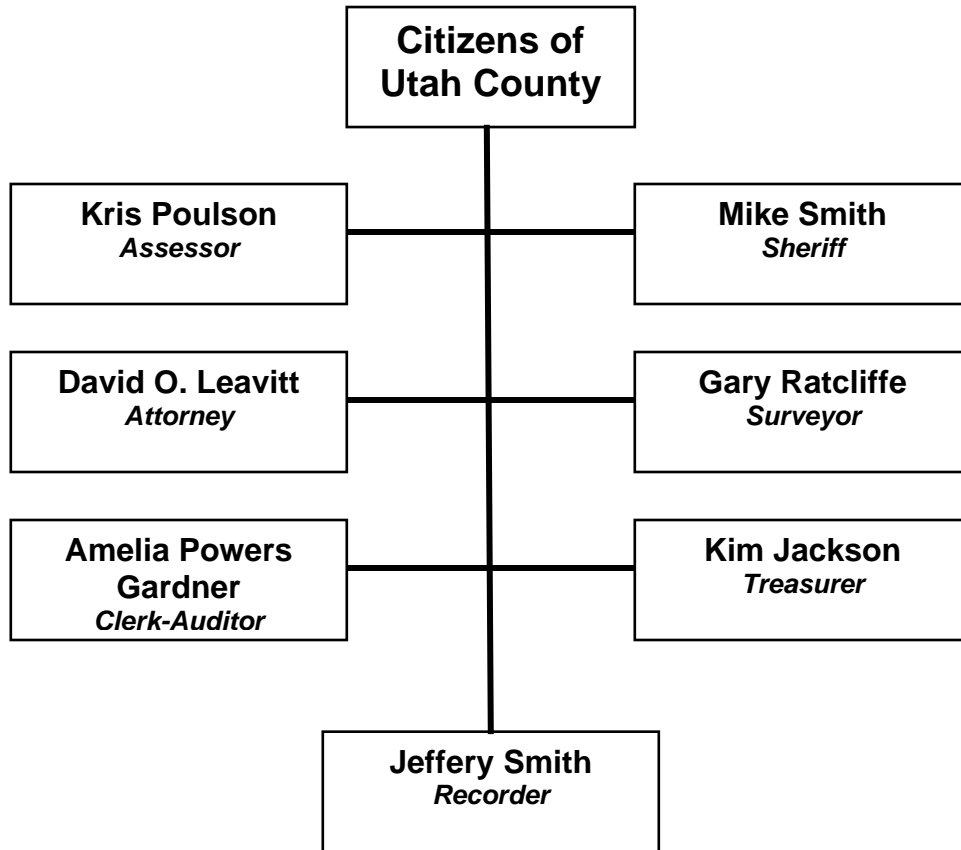 Citizens of
Utah County
Kris Poulson
Assessor
Mike Smith
Sheriff
David O. Leavitt
Attorney
Gary Ratcliffe
Surveyor
Amelia Powers
Gardner
Clerk-Auditor
Kim Jackson
Treasurer
Jeffery Smith
Recorder